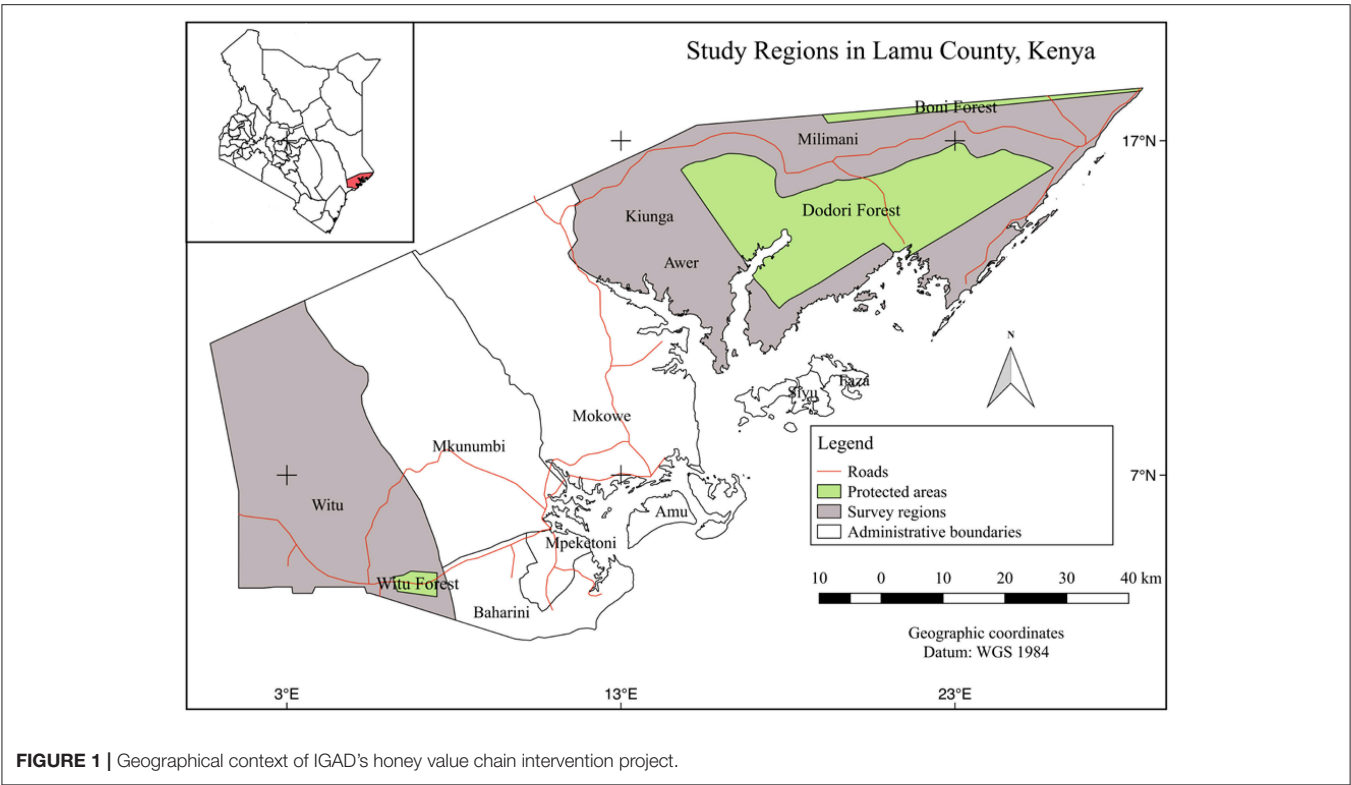 Study Regions in Lamu County, Kenya
Boni Forest
Milimani
17°N
Kiunga
Dodori Forest
Awer
N
Faza
Siyu
Mokowe
Mkunumbi
Legend
Roads
Protected areas
Survey regions
Administrative boundaries
7°N
Witu
Amu
Mpeketoni
Witu Forest
Baharini
10 0 10 20 30 40 km
Geographic coordinates
Datum: WGS 1984
3°E 13°E 23°E
FIGURE 1 | Geographical context of IGAD's honey value chain intervention project.